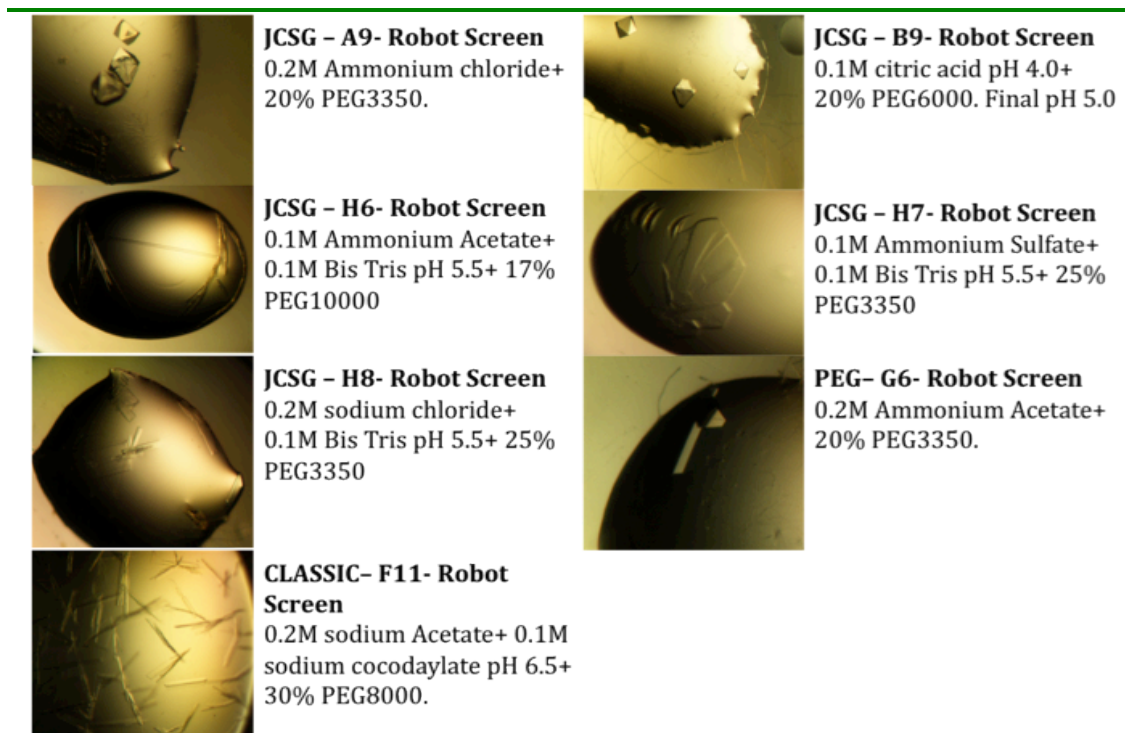 JCSG – A9- Robot Screen
0.2M Ammonium chloride+
20% PEG3350.
JCSG – B9- Robot Screen
0.1M citric acid pH 4.0+
20% PEG6000. Final pH 5.0
JCSG – H6- Robot Screen
0.1M Ammonium Acetate+
0.1M Bis Tris pH 5.5+ 17%
PEG10000
JCSG – H7- Robot Screen
0.1M Ammonium Sulfate+
0.1M Bis Tris pH 5.5+ 25%
PEG3350
JCSG – H8- Robot Screen
0.2M sodium chloride+
0.1M Bis Tris pH 5.5+ 25%
PEG3350
PEG– G6- Robot Screen
0.2M Ammonium Acetate+
20% PEG3350.
CLASSIC– F11- Robot
Screen
0.2M sodium Acetate+ 0.1M
sodium cocodaylate pH 6.5+
30% PEG8000.